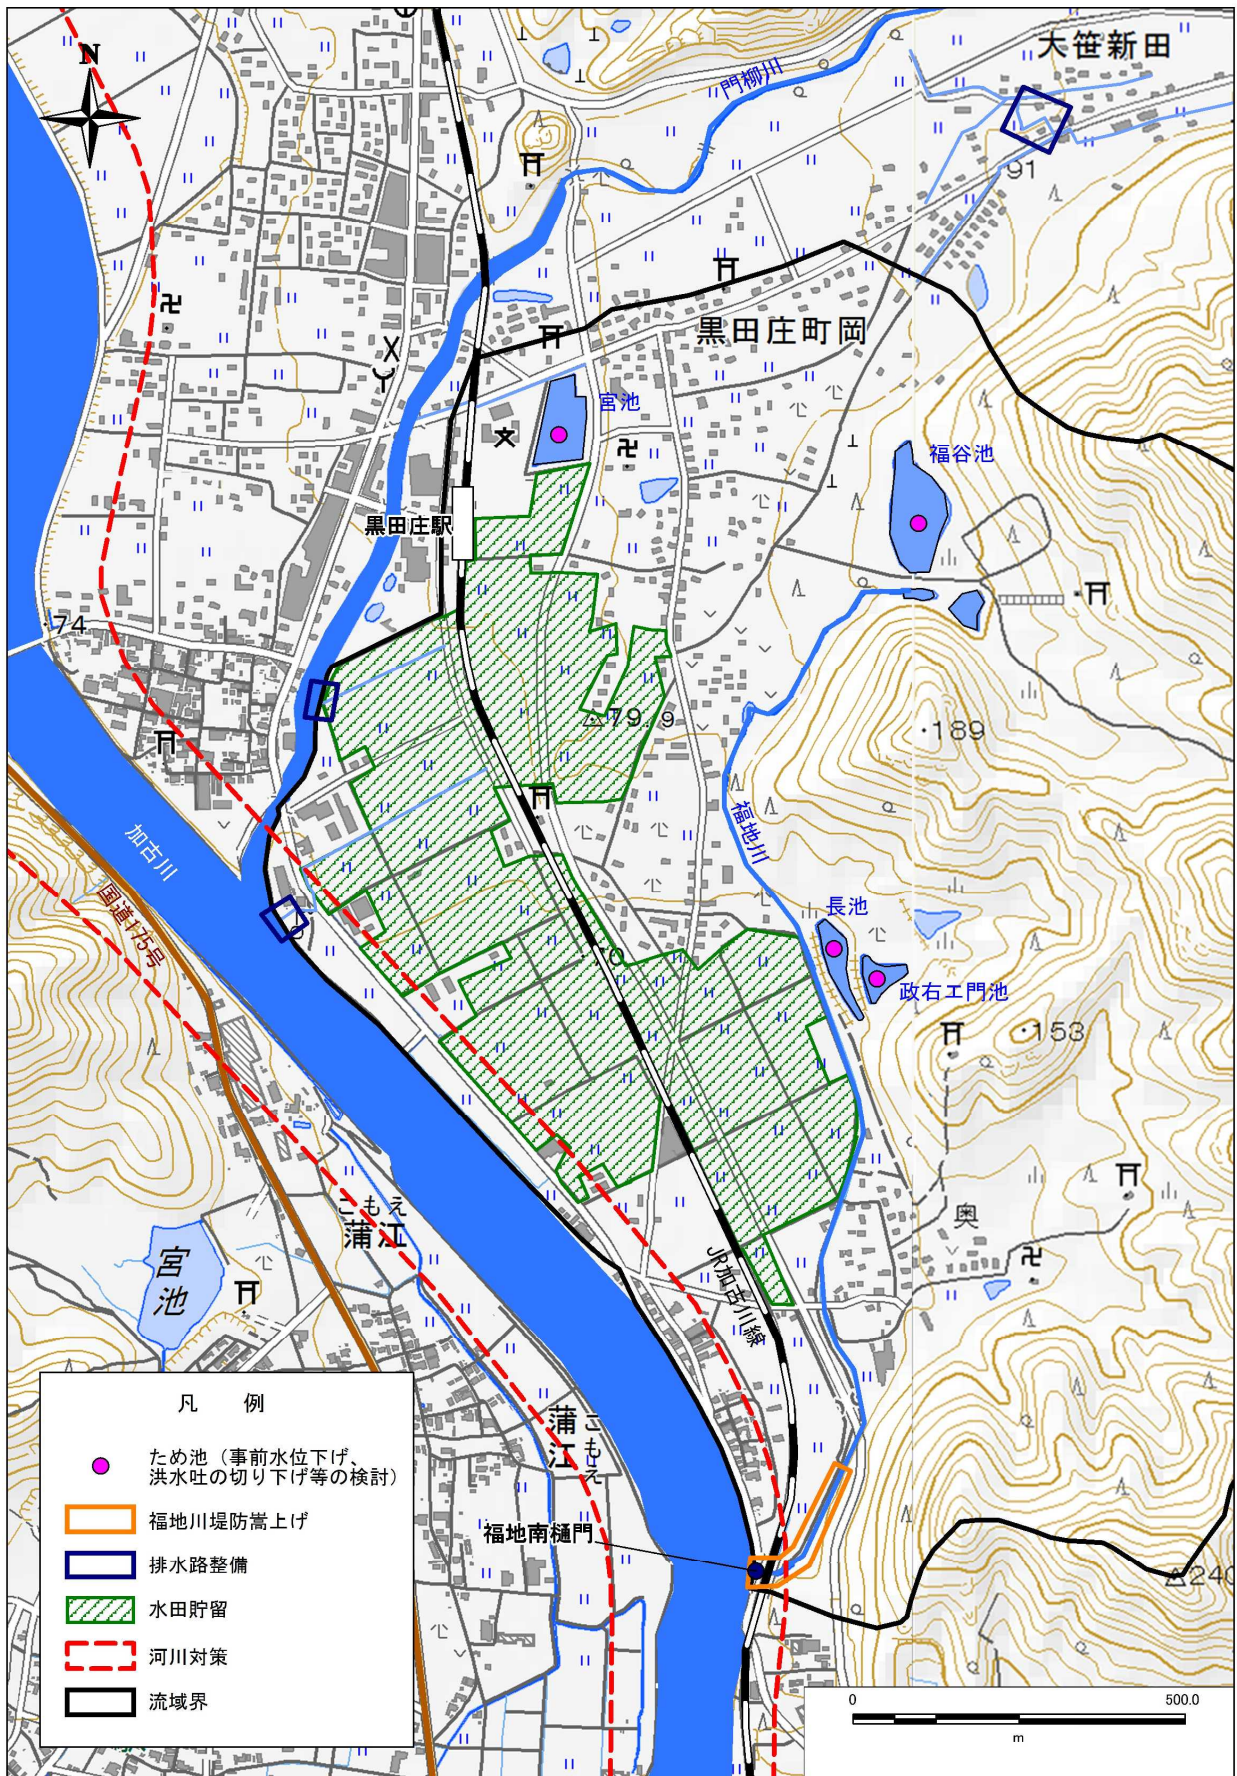 N
大笹新田
門柳川
91
黒田庄町岡
宮池
福谷池
黒田庄駅
74
79.9
189
福地川
加古川
国道175号
長池
政右エ門池
153
奥
こもえ
蒲江
宮池
JR加古川線
蒲江
こもえ
福地南樋門
240
凡 例
ため池(事前水位下げ、
洪水吐の切り下げ等の検討)
福地川堤防嵩上げ
排水路整備
水田貯留
河川対策
流域界
0 500.0
m